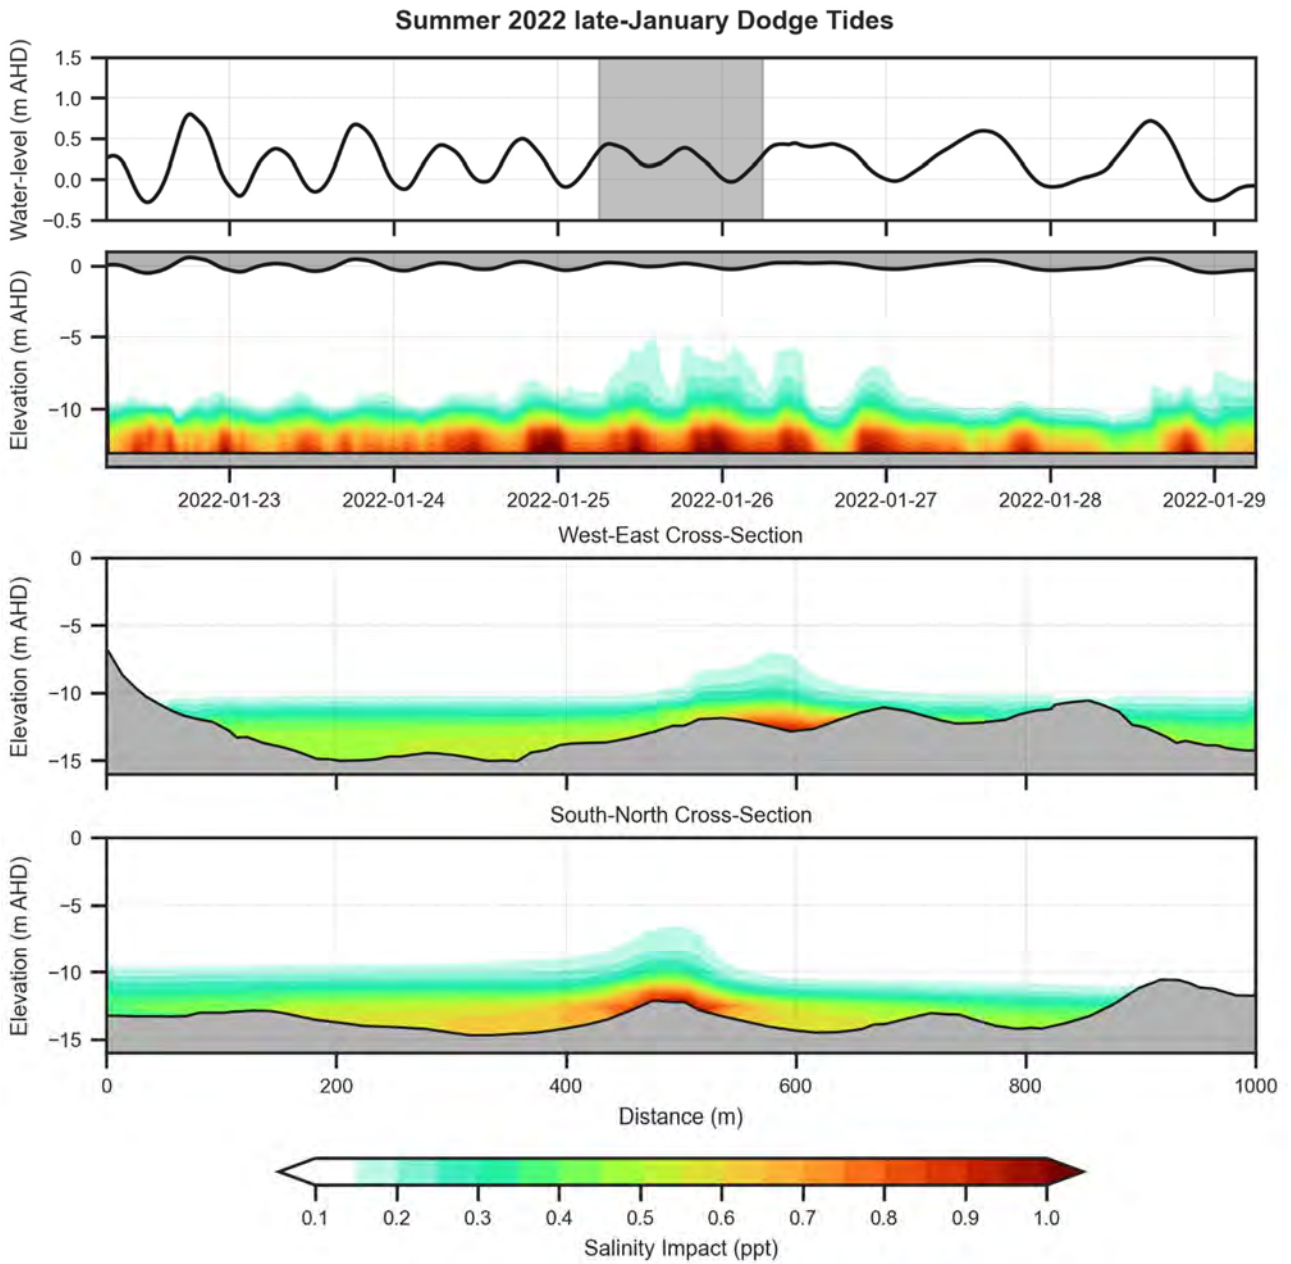 Summer 2022 late-January Dodge Tides
Water-level (m AHD)
1.5
1.0
0.5
0.0
−0.5
Elevation (m AHD)
0
−5
−10
2022-01-23 2022-01-24 2022-01-25 2022-01-26 2022-01-27 2022-01-28 2022-01-29
West-East Cross-Section
Elevation (m AHD)
0
−5
−10
−15
South-North Cross-Section
Elevation (m AHD)
0
−5
−10
−15
0 200 400 600 800 1000
Distance (m)
0.1 0.2 0.3 0.4 0.5 0.6 0.7 0.8 0.9 1.0
Salinity Impact (ppt)